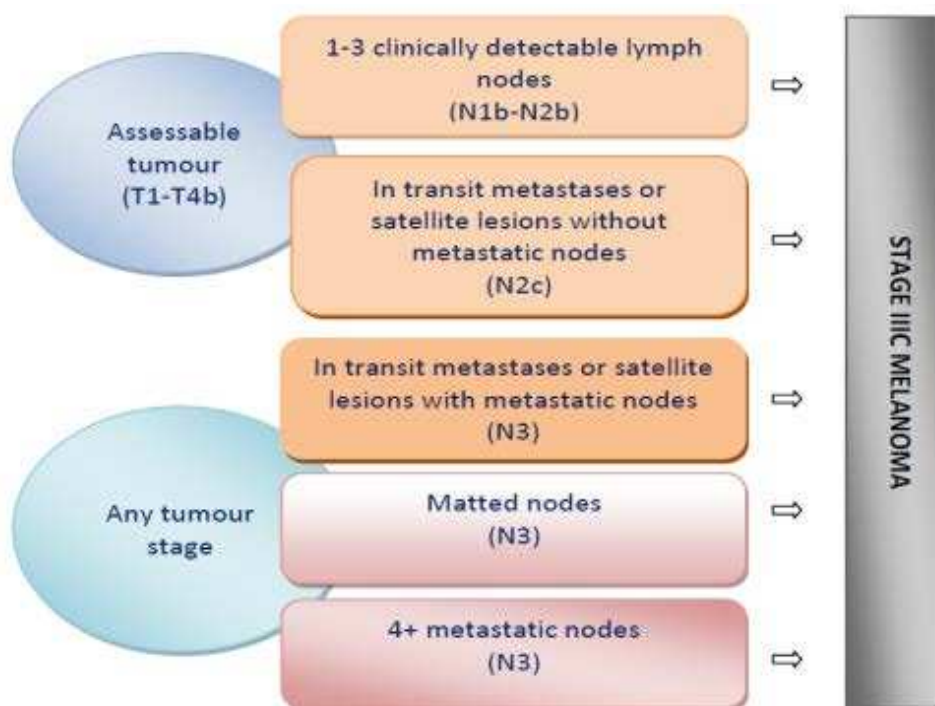 1-3 clinically detectable lymph
nodes
(N1b-N2b)
Assessable
tumour
(T1-T4b)
In transit metastases or
satellite lesions without
metastatic nodes
(N2c)
In transit metastases or satellite
lesions with metastatic nodes
(N3)
Any tumour
stage
Matted nodes
(N3)
4+ metastatic nodes
(N3)
STAGE IIIC MELANOMA